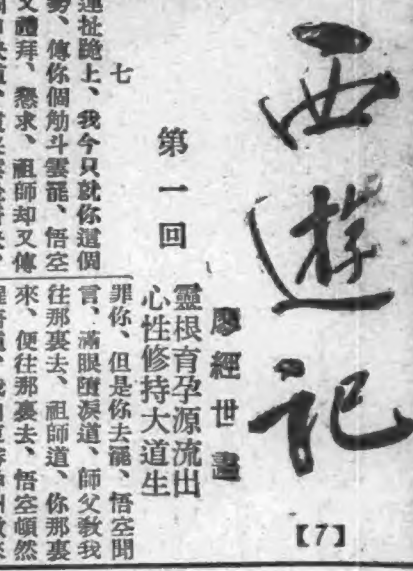 西遊記
【7】
廖經世畫
第一回
靈根育孕源流出
心性修持大道生
七
連扯跳上、我今只就你這個
勢、傳你個觔斗雲罷、悟空
又禮拜、懇求、祖師却又傳
罪你、但是你去罷、悟空聞
言、滿眼墮淚道、師父教我
往那裏去、祖師道、你那裏
來、便往那裏去、悟空頓然